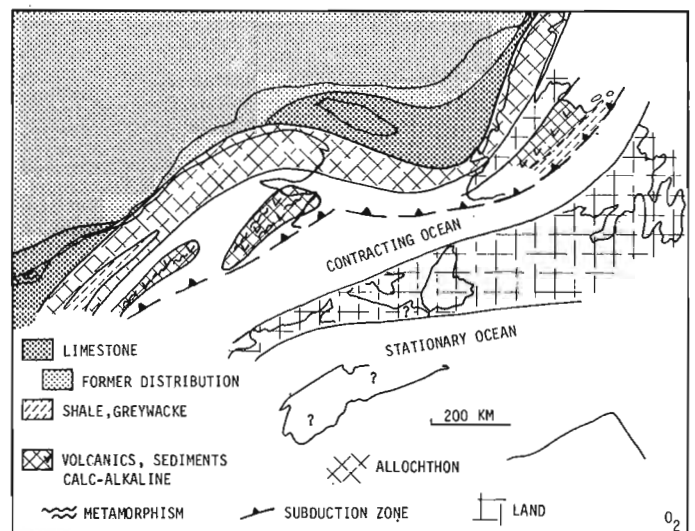 CONTRACTING OCEAN
?
STATIONARY OCEAN
LIMESTONE
FORMER DISTRIBUTION
?
?
SHALE, GREYWACKE
200 KM
VOLCANICS, SEDIMENTS
CALC-ALKALINE
ALLOCHTHON
METAMORPHISM
SUBDUCTION ZONE
LAND
O2